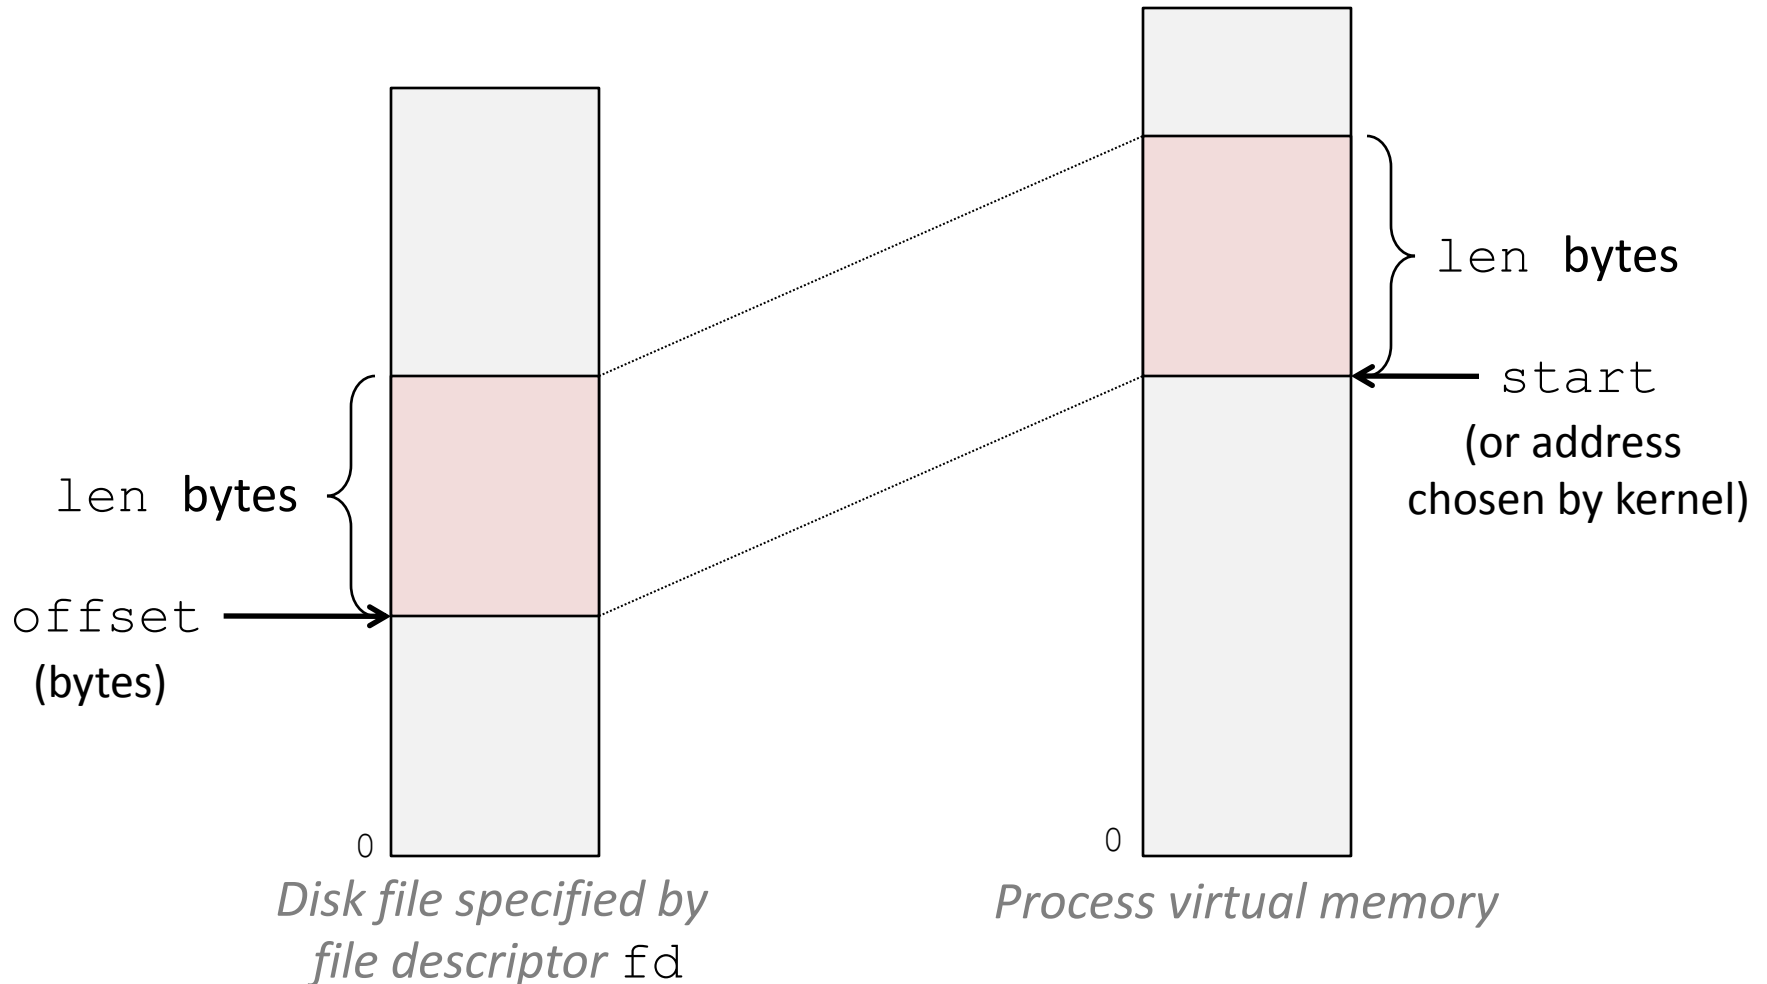 len bytes
offset
(bytes)
0
Disk file specified by
file descriptor fd
len bytes
start
(or address
chosen by kernel)
0
Process virtual memory